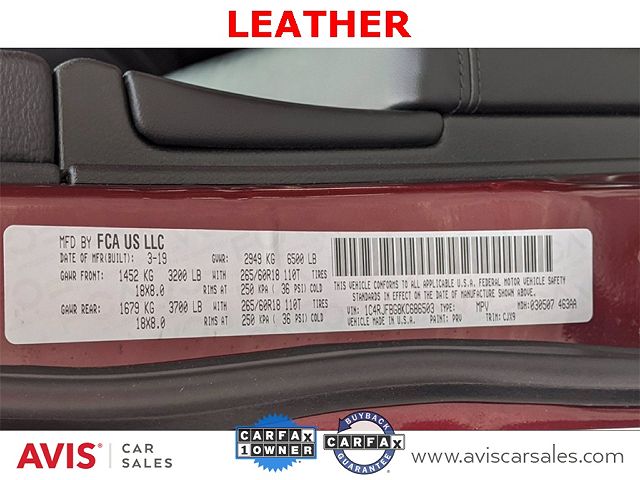 LEATHER
MFD BY FCA US LLC
DATE OF MFR(BUILT): 3-19 GVWR: 2949 KG 6500 LB
GAWR FRONT: 1452 KG 3200 LB WITH 265/60R18 110T TIRES
18X8.0 RIMS AT 250 KPA ( 36 PSI) COLD
GAWR REAR: 1679 KG 3700 LB WITH 265/60R18 110T TIRES
18X8.0 RIMS AT 250 KPA ( 36 PSI) COLD
THIS VEHICLE CONFORMS TO ALL APPLICABLE U.S.A. FEDERAL MOTOR VEHICLE SAFETY
STANDARDS IN EFFECT ON THE DATE OF MANUFACTURE SHOWN ABOVE.
VIN: 1C4RJFBG8KC686503 TYPE: MPV MDH:030507 463AA
VEHICLE MADE IN U.S.A. PAINT: PRV TRIM: CJX9
AVIS® CAR SALES
CARFAX
1 OWNER
BUYBACK
CARFAX
GUARANTEE
www.aviscarsales.com